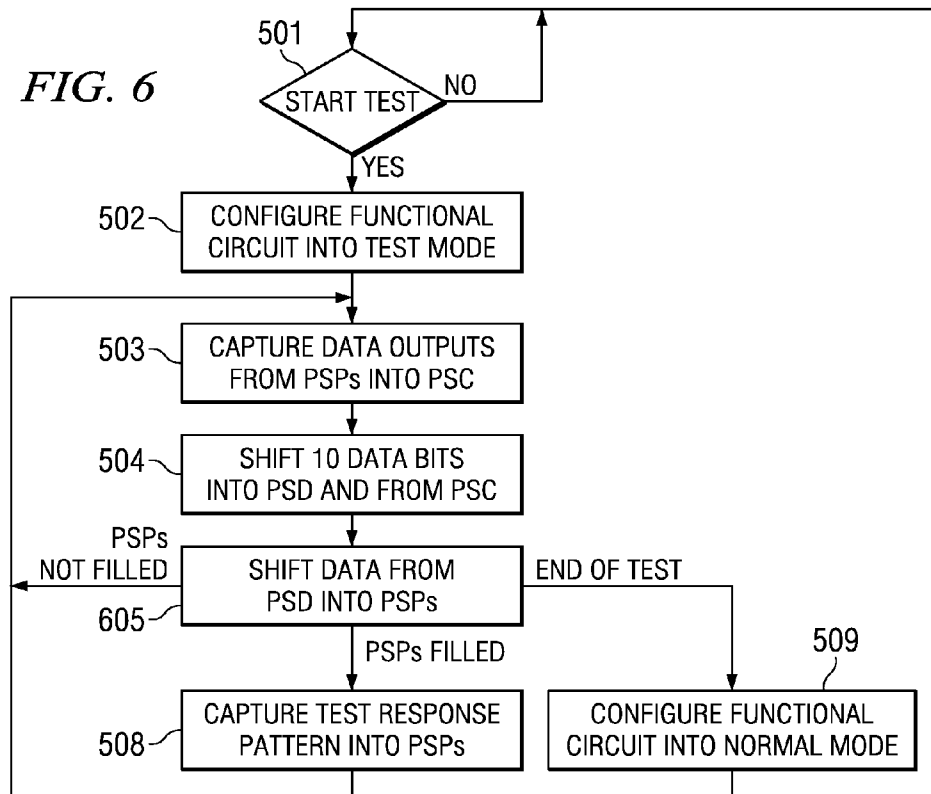 FIG. 6
501
START TEST
NO
YES
502
CONFIGURE FUNCTIONAL
CIRCUIT INTO TEST MODE
503
CAPTURE DATA OUTPUTS
FROM PSPs INTO PSC
504
SHIFT 10 DATA BITS
INTO PSD AND FROM PSC
PSPs
NOT FILLED
605
SHIFT DATA FROM
PSD INTO PSPs
END OF TEST
PSPs FILLED
508
CAPTURE TEST RESPONSE
PATTERN INTO PSPs
509
CONFIGURE FUNCTIONAL
CIRCUIT INTO NORMAL MODE